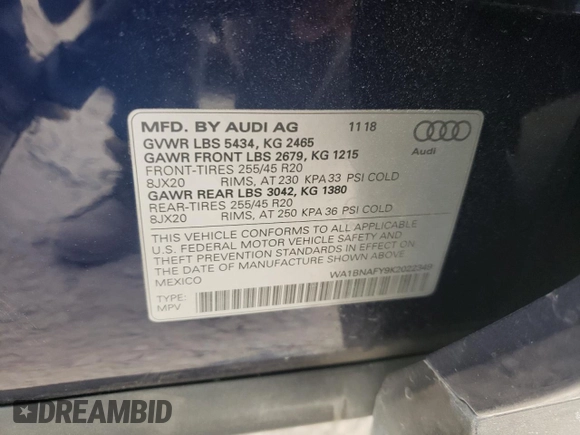 MFD. BY AUDI AG 11 18
GVWR LBS 5434, KG 2465
GAWR FRONT LBS 2679, KG 1215
FRONT-TIRES 255/45 R20
8JX20 RIMS, AT 230 KPA 33 PSI COLD
GAWR REAR LBS 3042, KG 1380
REAR-TIRES 255/45 R20
8JX20 RIMS, AT 250 KPA 36 PSI COLD
Audi
THIS VEHICLE CONFORMS TO ALL APPLICABLE
U.S. FEDERAL MOTOR VEHICLE SAFETY AND
THEFT PREVENTION STANDARDS IN EFFECT ON
THE DATE OF MANUFACTURE SHOWN ABOVE.
MEXICO
TYPE:
MPV
DREAMBID